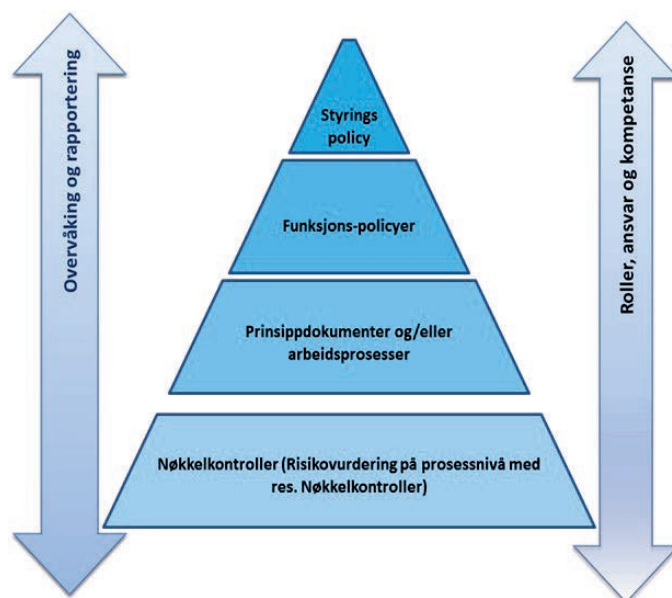 Overvåking og rapportering
Styrings
policy
Funksjons-policyer
Prinsippdokumenter og/eller
arbeidsprosesser
Nøkkelkontroller (Risikovurdering på prosessnivå med
res. Nøkkelkontroller)
Roller, ansvar og kompetanse